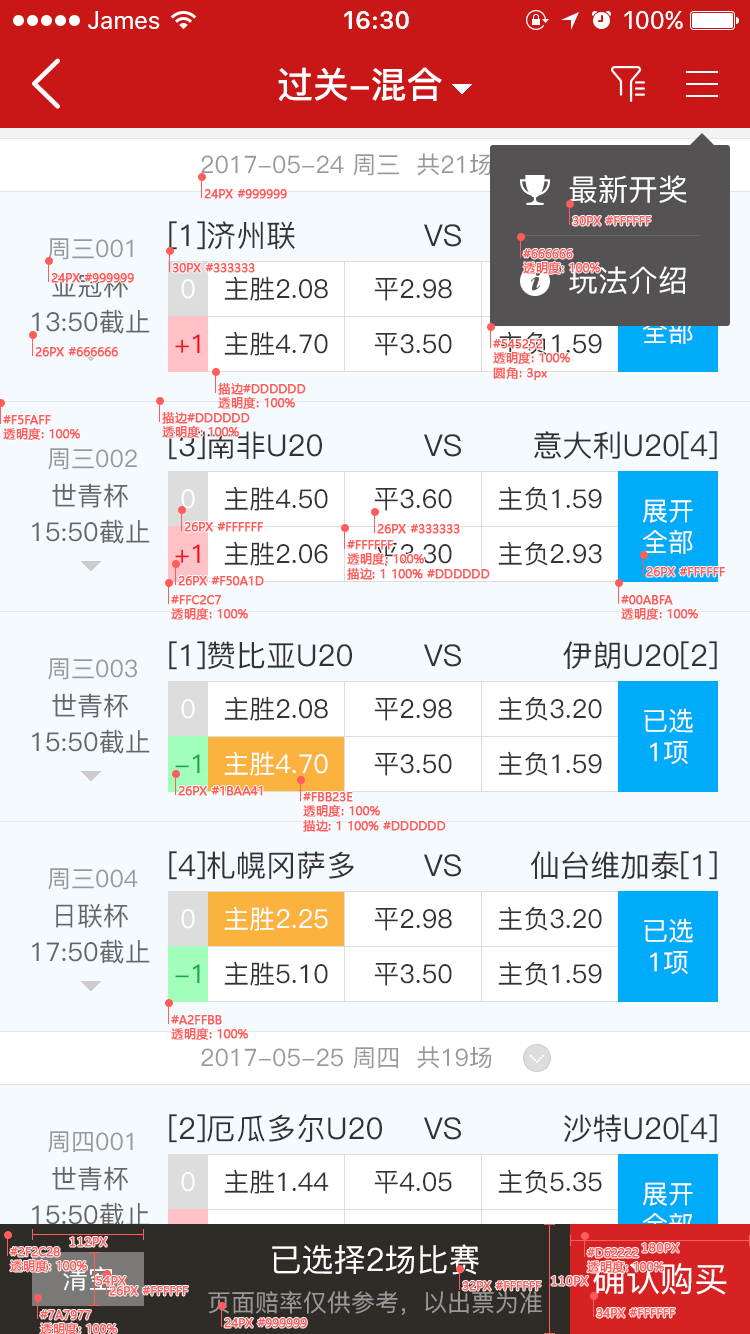 James 16:30 100%
过关-混合
2017-05-24 周三 共21场
24PX #999999
最新开奖
30PX #FFFFFF
#666666
透明度: 100%
玩法介绍
#545252
透明度: 100%
圆角: 3px
周三001
24PX #999999
亚冠杯
13:50截止
26PX #666666
[1]济州联 VS
30PX #333333
0 主胜2.08 平2.98
+1 主胜4.70 平3.50 主负1.59
全部
描边#DDDDDD
透明度: 100%
描边#DDDDDD
透明度: 100%
#F5FAFF
透明度: 100%
周三002
世青杯
15:50截止
[3]南非U20 VS 意大利U20[4]
0 主胜4.50 平3.60 主负1.59
+1 主胜2.06 平3.30 主负2.93
展开
全部
26PX #FFFFFF
26PX #333333
#FFFFFF
透明度: 100%
描边: 1 100% #DDDDDD
26PX #F50A1D
26PX #FFFFFF
#FFC2C7
透明度: 100%
#00ABFA
透明度: 100%
周三003
世青杯
15:50截止
[1]赞比亚U20 VS 伊朗U20[2]
0 主胜2.08 平2.98 主负3.20
-1 主胜4.70 平3.50 主负1.59
已选
1项
26PX #1BAA41
#FBB23E
透明度: 100%
描边: 1 100% #DDDDDD
周三004
日联杯
17:50截止
[4]札幌冈萨多 VS 仙台维加泰[1]
0 主胜2.25 平2.98 主负3.20
-1 主胜5.10 平3.50 主负1.59
已选
1项
#A2FFBB
透明度: 100%
2017-05-25 周四 共19场
周四001
世青杯
15:50截止
[2]厄瓜多尔U20 VS 沙特U20[4]
0 主胜1.44 平4.05 主负5.35
展开
全部
112PX
#2F2C28
透明度: 100%
清空
54PX
26PX #FFFFFF
#7A7977
透明度: 100%
已选择2场比赛
32PX #FFFFFF
页面赔率仅供参考，以出票为准
24PX #999999
110PX
#D62222
透明度: 100%
180PX
确认购买
34PX #FFFFFF